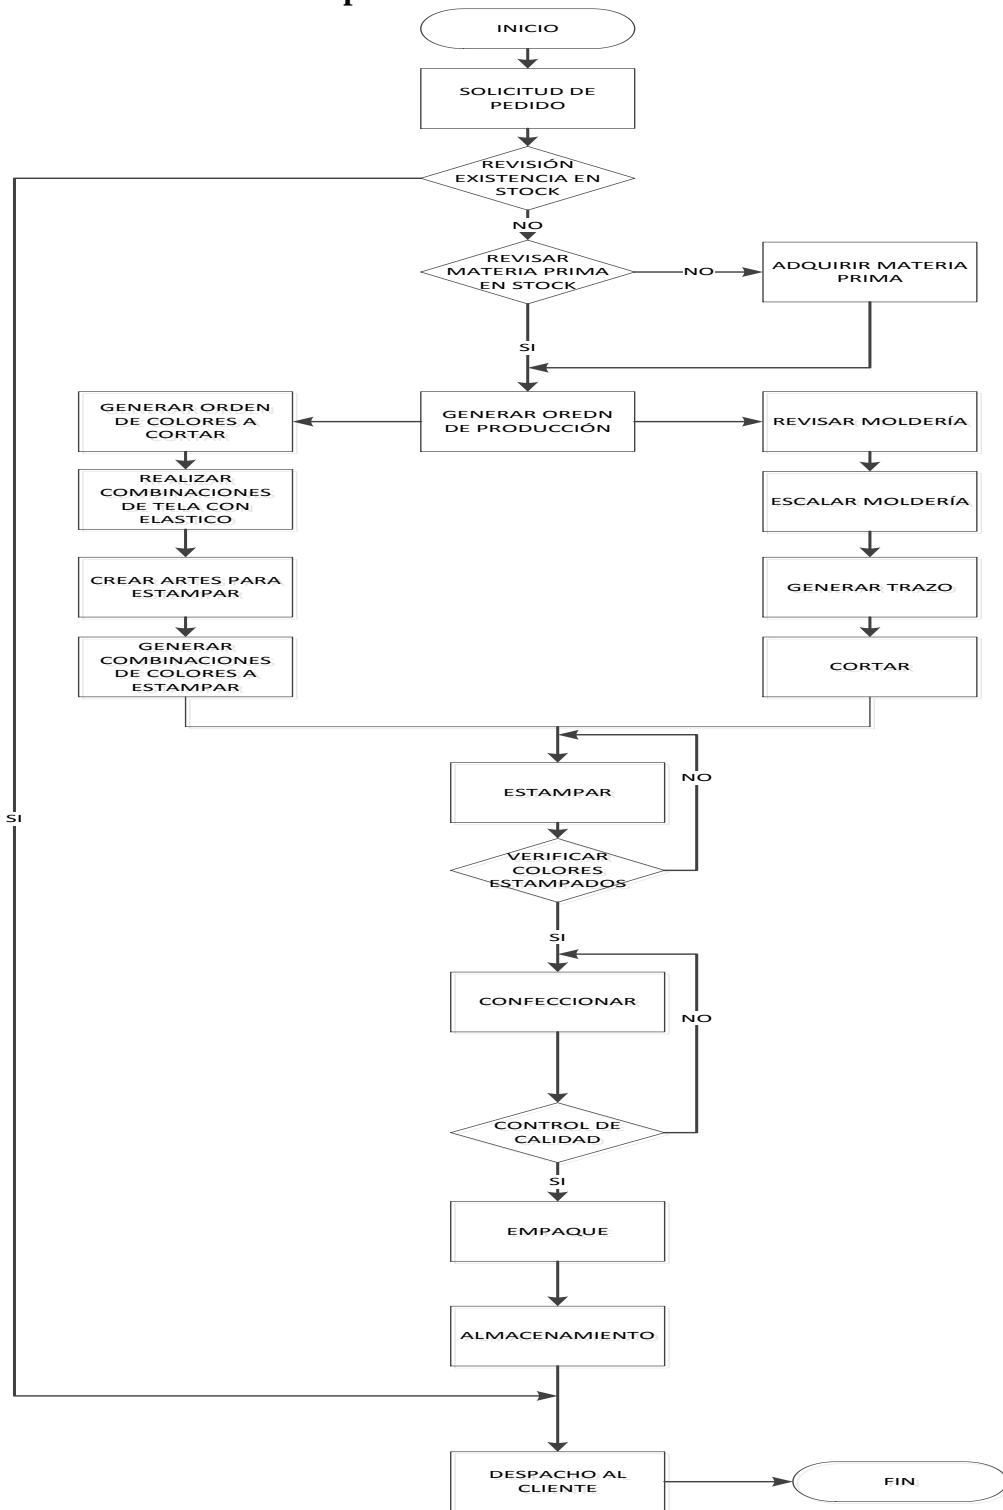 INICIO
SOLICITUD DE
PEDIDO
REVISIÓN
EXISTENCIA EN
STOCK
NO
REVISAR
MATERIA PRIMA
EN STOCK
NO
ADQUIRIR MATERIA
PRIMA
SI
GENERAR ORDEN
DE COLORES A
CORTAR
GENERAR OREDN
DE PRODUCCIÓN
REVISAR MOLDERÍA
REALIZAR
COMBINACIONES
DE TELA CON
ELASTICO
ESCALAR MOLDERÍA
CREAR ARTES PARA
ESTAMPAR
GENERAR TRAZO
GENERAR
COMBINACIONES
DE COLORES A
ESTAMPAR
CORTAR
ESTAMPAR
NO
SI
VERIFICAR
COLORES
ESTAMPADOS
SI
CONFECCIONAR
NO
CONTROL DE
CALIDAD
SI
EMPAQUE
ALMACENAMIENTO
DESPACHO AL
CLIENTE
FIN